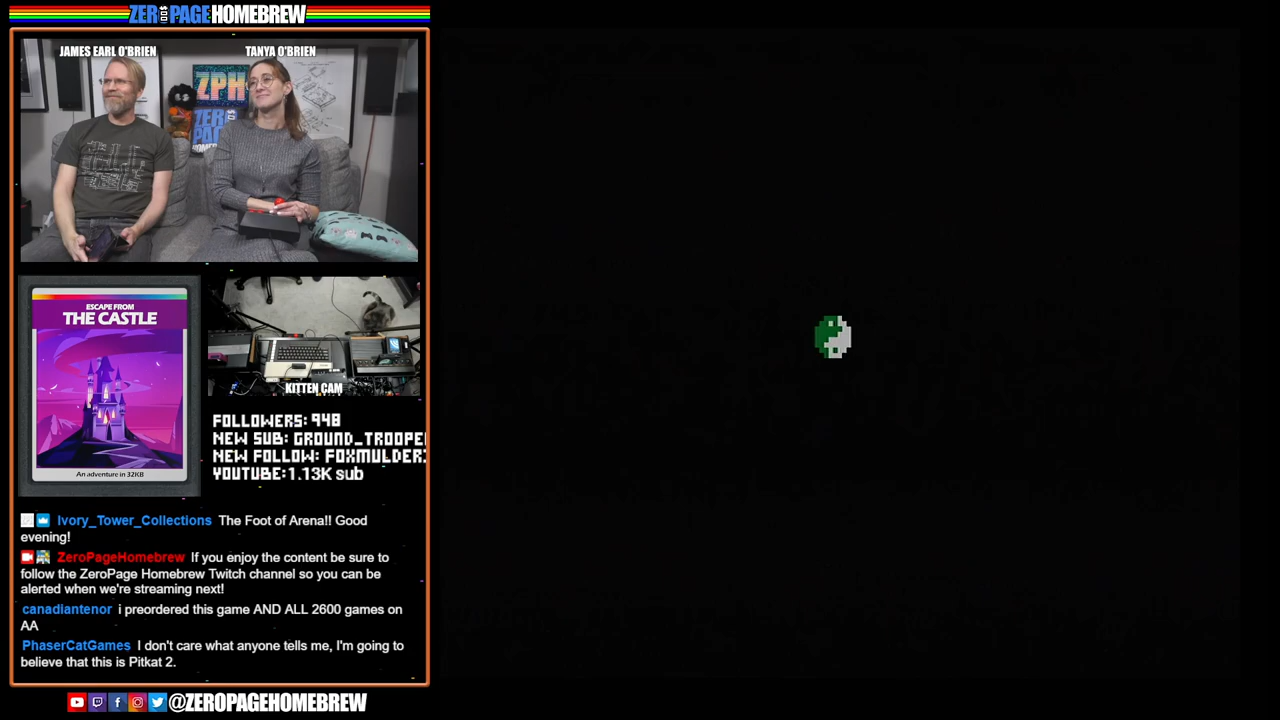 ZEROPAGE HOMEBREW
JAMES EARL O'BRIEN
TANYA O'BRIEN
ZPH
ZERO
PAGE
HOMEBREW
ESCAPE FROM
THE CASTLE
An adventure in 32KB
KITTEN CAM
FOLLOWERS: 948
NEW SUB: GROUND_TROOPE
NEW FOLLOW: FOXMULDER
YOUTUBE:1.13K sub
Ivory_Tower_Collections The Foot of Arena!! Good
evening!
ZeroPageHomebrew If you enjoy the content be sure to
follow the ZeroPage Homebrew Twitch channel so you can be
alerted when we're streaming next!
canadiantenor i preordered this game AND ALL 2600 games on
AA
PhaserCatGames I don't care what anyone tells me, I'm going to
believe that this is Pitkat 2.
@ZEROPAGEHOMEBREW